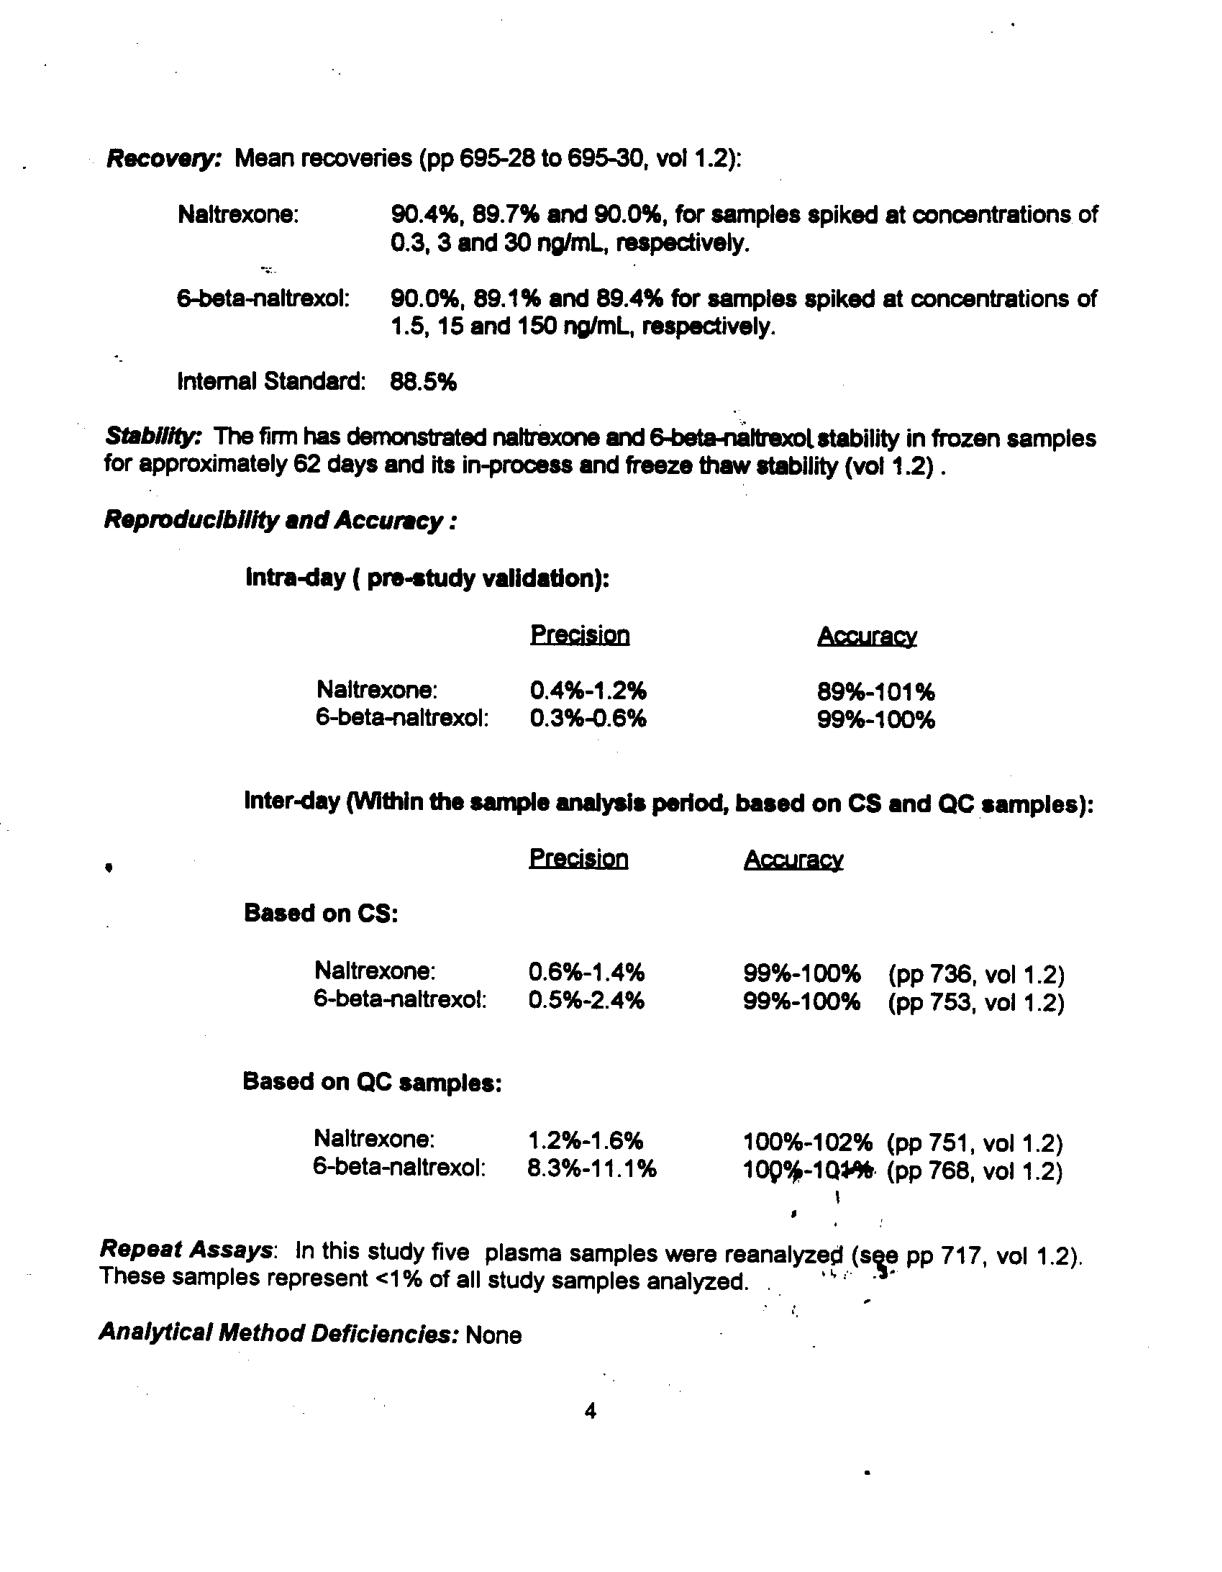 Recovery: Mean recoveries (pp 695-28 to 695-30, vol 1.2):
Naltrexone: 90.4%, 89.7% and 90.0%, for samples spiked at concentrations of
0.3, 3 and 30 ng/mL, respectively.
6-beta-naltrexol: 90.0%, 89.1% and 89.4% for samples spiked at concentrations of
1.5, 15 and 150 ng/mL, respectively.
Internal Standard: 88.5%
Stability: The firm has demonstrated naltrexone and 6-beta-naltrexol stability in frozen samples
for approximately 62 days and its in-process and freeze thaw stability (vol 1.2) .
Reproducibility and Accuracy :
Intra-day ( pre-study validation):
Precision Accuracy
Naltrexone: 0.4%-1.2% 89%-101%
6-beta-naltrexol: 0.3%-0.6% 99%-100%
Inter-day (Within the sample analysis period, based on CS and QC samples):
Precision Accuracy
Based on CS:
Naltrexone: 0.6%-1.4% 99%-100% (pp 736, vol 1.2)
6-beta-naltrexol: 0.5%-2.4% 99%-100% (pp 753, vol 1.2)
Based on QC samples:
Naltrexone: 1.2%-1.6% 100%-102% (pp 751, vol 1.2)
6-beta-naltrexol: 8.3%-11.1% (pp 768, vol 1.2)
Repeat Assays: In this study five plasma samples were reanalyzed (see pp 717, vol 1.2).
These samples represent <1% of all study samples analyzed.
Analytical Method Deficiencies: None
4